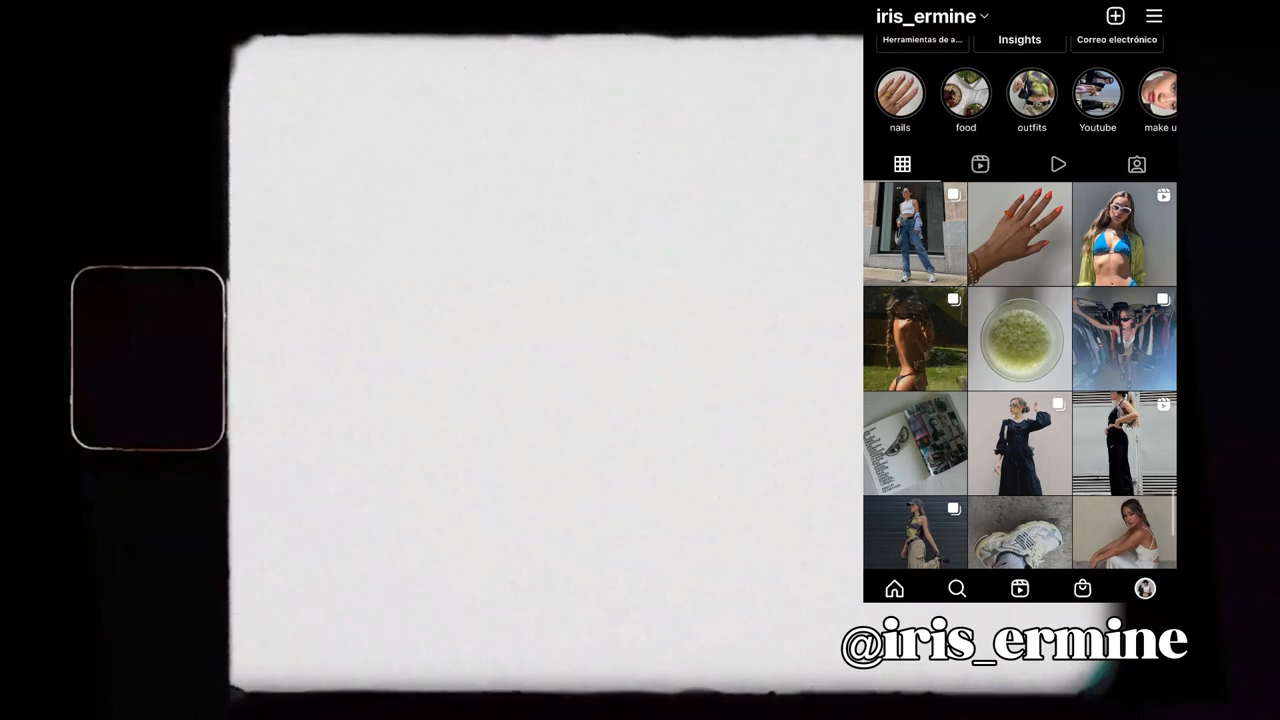 iris_ermine
Herramientas de a...
Insights
Correo electrónico
nails
food
outfits
Youtube
make u
@iris_ermine